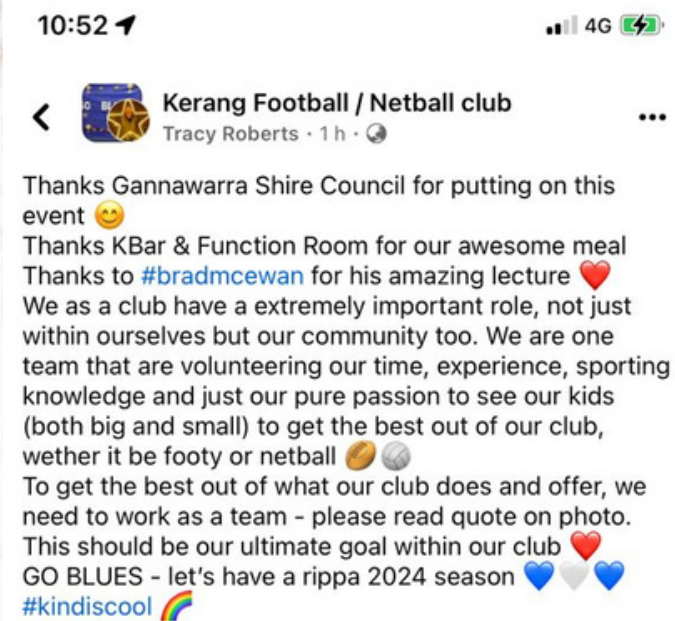 10:52
4G
Kerang Football / Netball club
Tracy Roberts · 1 h ·
Thanks Gannawarra Shire Council for putting on this
event 😊
Thanks KBar & Function Room for our awesome meal
Thanks to #bradmcewan for his amazing lecture ❤️
We as a club have a extremely important role, not just
within ourselves but our community too. We are one
team that are volunteering our time, experience, sporting
knowledge and just our pure passion to see our kids
(both big and small) to get the best out of our club,
wether it be footy or netball 🏉🏐
To get the best out of what our club does and offer, we
need to work as a team - please read quote on photo.
This should be our ultimate goal within our club ❤️
GO BLUES - let's have a rippa 2024 season 💙🤍💙
#kindiscool 🌈